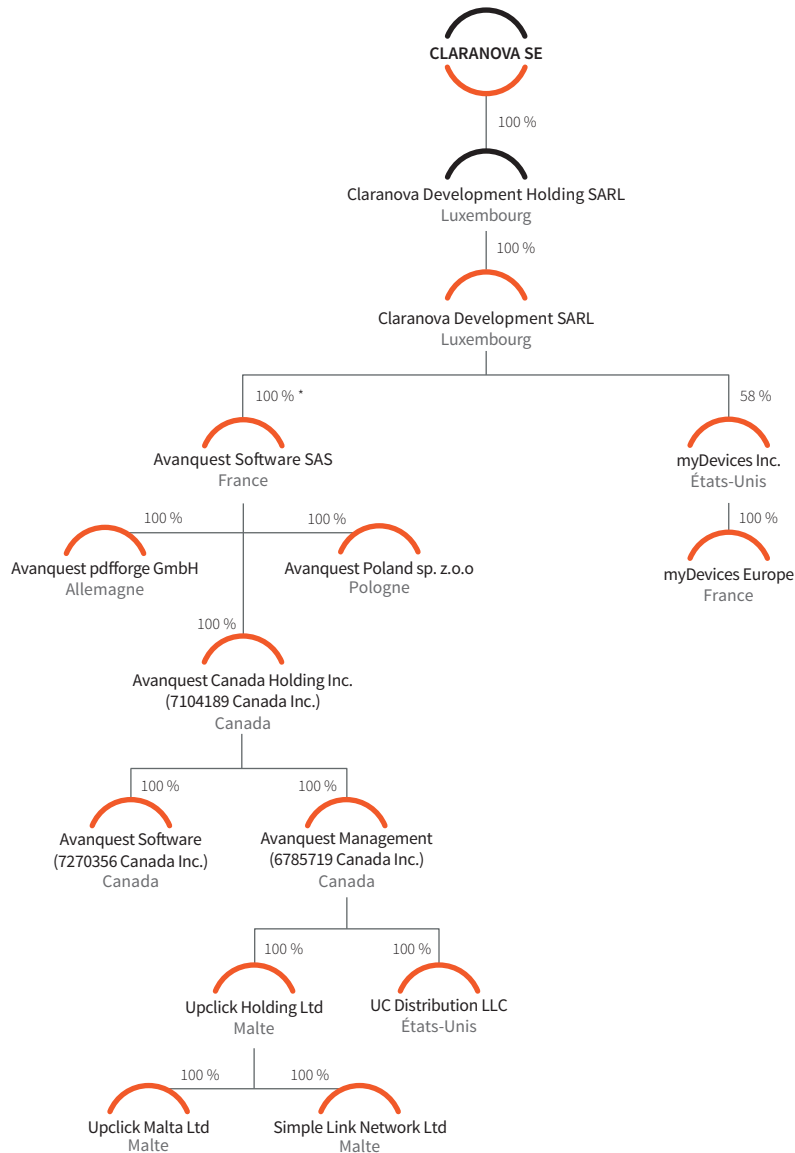 CLARANOVA SE
100 %
Claranova Development Holding SARL
Luxembourg
100 %
Claranova Development SARL
Luxembourg
100 % *
58 %
Avanquest Software SAS
France
myDevices Inc.
États-Unis
100 %
100 %
100 %
Avanquest pdfforge GmbH
Allemagne
Avanquest Poland sp. z.o.o
Pologne
myDevices Europe
France
100 %
Avanquest Canada Holding Inc.
(7104189 Canada Inc.)
Canada
100 %
100 %
Avanquest Software
(7270356 Canada Inc.)
Canada
Avanquest Management
(6785719 Canada Inc.)
Canada
100 %
100 %
Upclick Holding Ltd
Malte
UC Distribution LLC
États-Unis
100 %
100 %
Upclick Malta Ltd
Malte
Simple Link Network Ltd
Malte